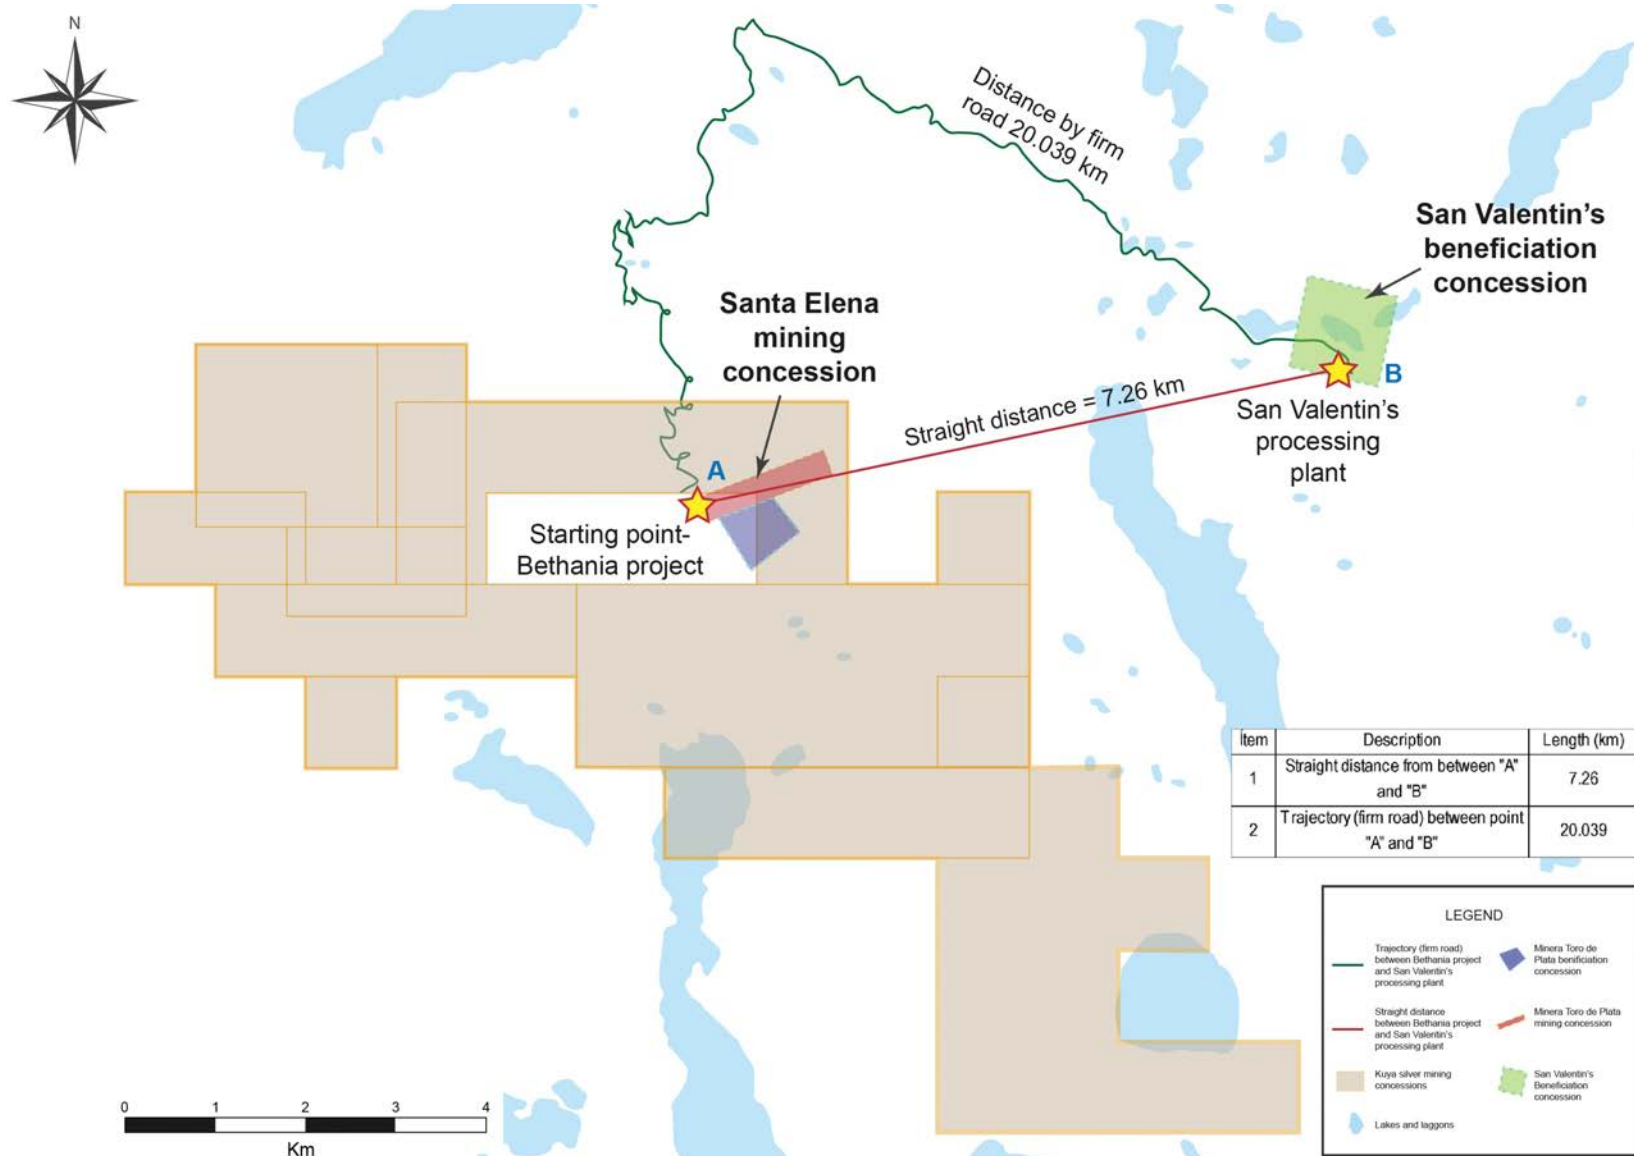 N
Distance by firm
road 20.039 km
San Valentin's
beneficiation
concession
Santa Elena
mining
concession
Straight distance = 7.26 km
B
San Valentin's
processing
plant
A
Starting point-
Bethania project
Item Description Length (km)
1 Straight distance from between "A"
and "B" 7.26
2 Trajectory (firm road) between point
"A" and "B" 20.039
LEGEND
Trajectory (firm road)
between Bethania project
and San Valentin's
processing plant
Minera Toro de
Plata benificiation
concession
Straight distance
between Bethania project
and San Valentin's
processing plant
Minera Toro de Plata
mining concession
Kuya silver mining
concessions
San Valentin's
Beneficiation
concession
Lakes and laggons
0 1 2 3 4
Km